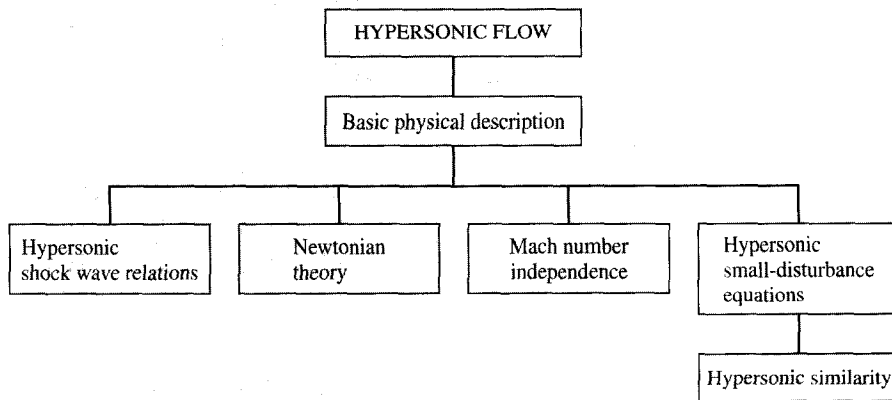 HYPERSONIC FLOW
Basic physical description
Hypersonic
shock wave relations
Newtonian
theory
Mach number
independence
Hypersonic
small-disturbance
equations
Hypersonic similarity